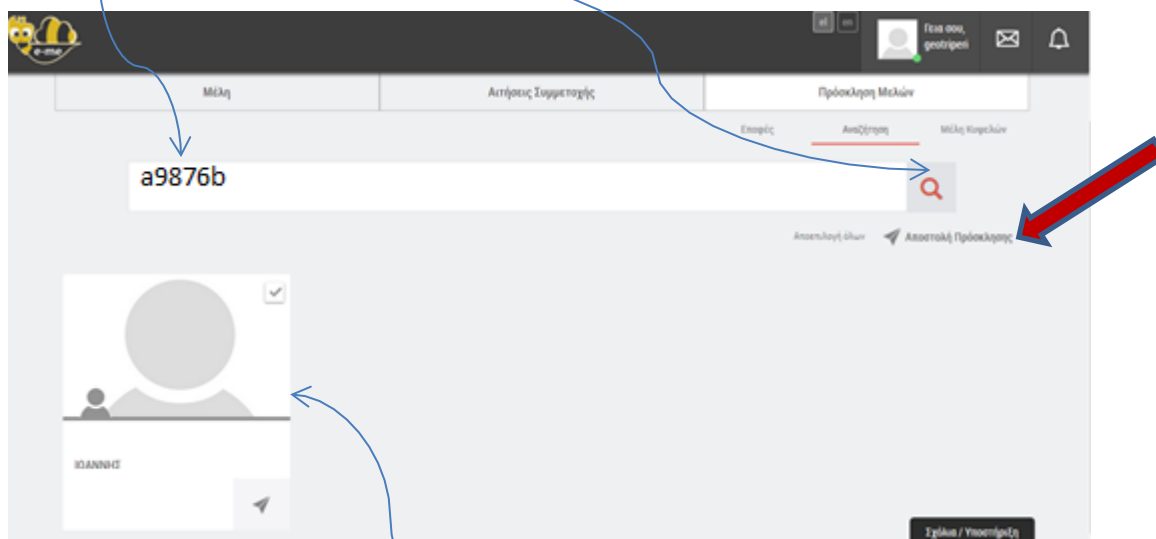 e-me
el en
Γεια σου,
geotriperi
Μέλη Αιτήσεις Συμμετοχής Πρόσκληση Μελών
Επαφές Αναζήτηση Μέλη Κυψελών
a9876b
Αποεπιλογή όλων Αποστολή Πρόσκλησης
ΙΩΑΝΝΗΣ
Σχόλια / Υποστήριξη